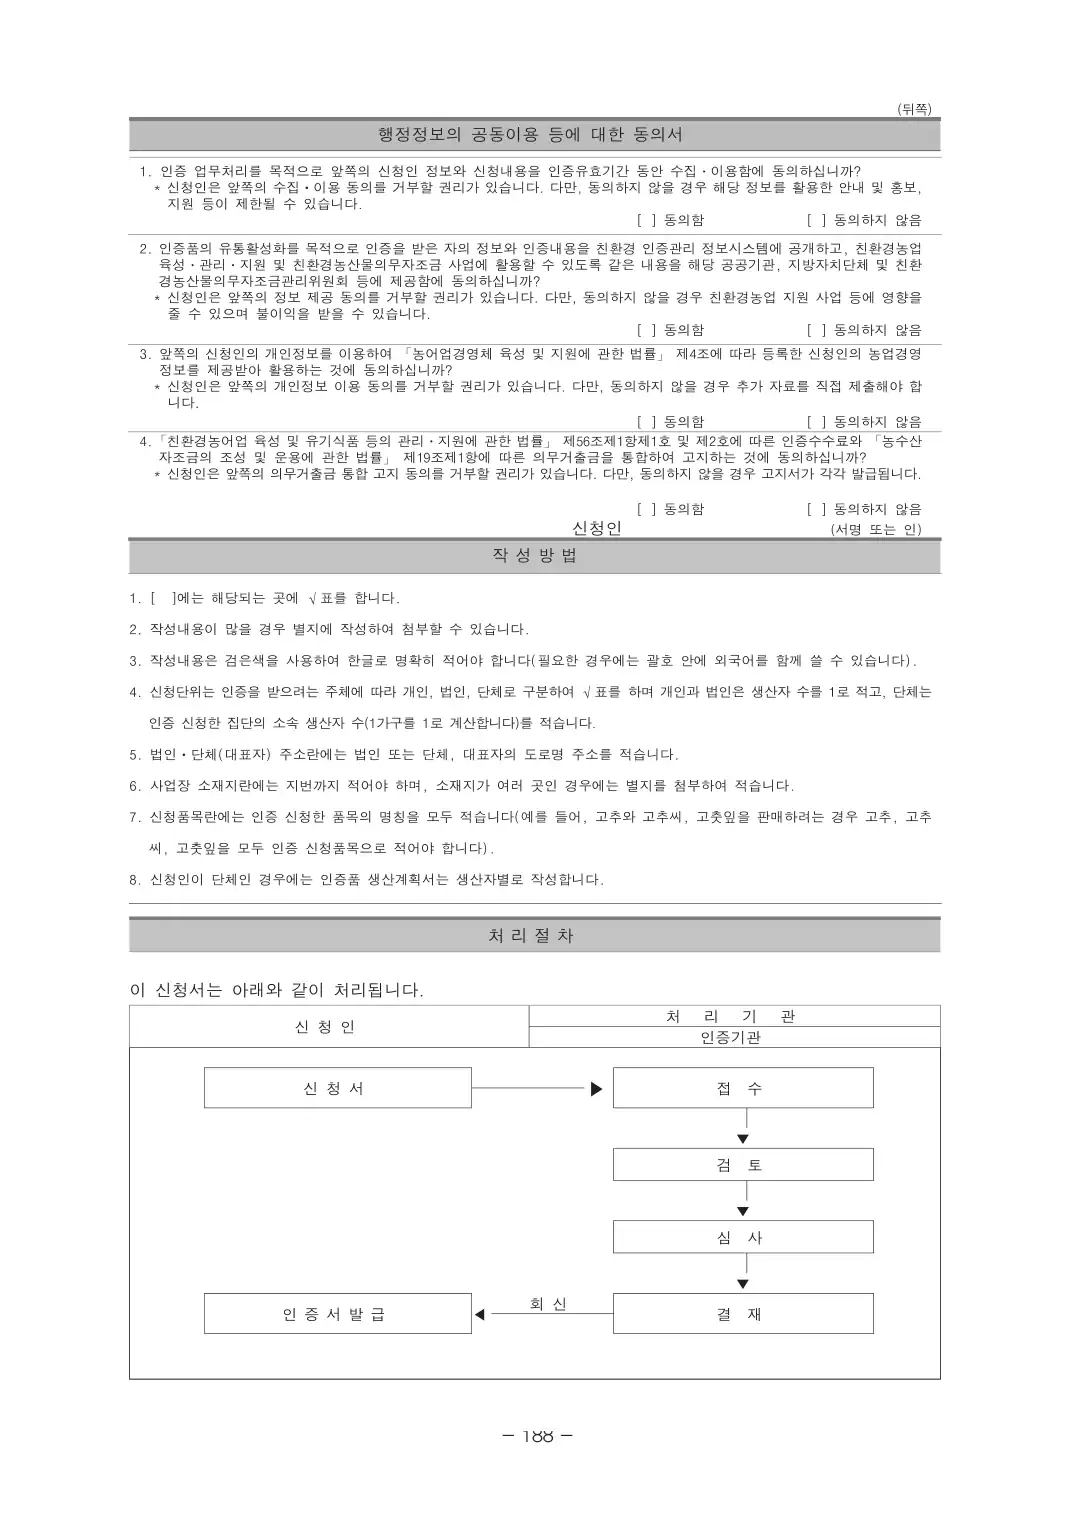 (뒤쪽)
행정정보의 공동이용 등에 대한 동의서
1. 인증 업무처리를 목적으로 앞쪽의 신청인 정보와 신청내용을 인증유효기간 동안 수집·이용함에 동의하십니까?
* 신청인은 앞쪽의 수집·이용 동의를 거부할 권리가 있습니다. 다만, 동의하지 않을 경우 해당 정보를 활용한 안내 및 홍보,
지원 등이 제한될 수 있습니다.
[ ] 동의함 [ ] 동의하지 않음
2. 인증품의 유통활성화를 목적으로 인증을 받은 자의 정보와 인증내용을 친환경 인증관리 정보시스템에 공개하고, 친환경농업
육성·관리·지원 및 친환경농산물의무자조금 사업에 활용할 수 있도록 같은 내용을 해당 공공기관, 지방자치단체 및 친환
경농산물의무자조금관리위원회 등에 제공함에 동의하십니까?
* 신청인은 앞쪽의 정보 제공 동의를 거부할 권리가 있습니다. 다만, 동의하지 않을 경우 친환경농업 지원 사업 등에 영향을
줄 수 있으며 불이익을 받을 수 있습니다.
[ ] 동의함 [ ] 동의하지 않음
3. 앞쪽의 신청인의 개인정보를 이용하여 「농어업경영체 육성 및 지원에 관한 법률」 제4조에 따라 등록한 신청인의 농업경영
정보를 제공받아 활용하는 것에 동의하십니까?
* 신청인은 앞쪽의 개인정보 이용 동의를 거부할 권리가 있습니다. 다만, 동의하지 않을 경우 추가 자료를 직접 제출해야 합
니다.
[ ] 동의함 [ ] 동의하지 않음
4.「친환경농어업 육성 및 유기식품 등의 관리·지원에 관한 법률」 제56조제1항제1호 및 제2호에 따른 인증수수료와 「농수산
자조금의 조성 및 운용에 관한 법률」 제19조제1항에 따른 의무거출금을 통합하여 고지하는 것에 동의하십니까?
* 신청인은 앞쪽의 의무거출금 통합 고지 동의를 거부할 권리가 있습니다. 다만, 동의하지 않을 경우 고지서가 각각 발급됩니다.
[ ] 동의함 [ ] 동의하지 않음
신청인 (서명 또는 인)
작 성 방 법
1. [ ]에는 해당되는 곳에 √표를 합니다.
2. 작성내용이 많을 경우 별지에 작성하여 첨부할 수 있습니다.
3. 작성내용은 검은색을 사용하여 한글로 명확히 적어야 합니다(필요한 경우에는 괄호 안에 외국어를 함께 쓸 수 있습니다).
4. 신청단위는 인증을 받으려는 주체에 따라 개인, 법인, 단체로 구분하여 √표를 하며 개인과 법인은 생산자 수를 1로 적고, 단체는
인증 신청한 집단의 소속 생산자 수(1가구를 1로 계산합니다)를 적습니다.
5. 법인·단체(대표자) 주소란에는 법인 또는 단체, 대표자의 도로명 주소를 적습니다.
6. 사업장 소재지란에는 지번까지 적어야 하며, 소재지가 여러 곳인 경우에는 별지를 첨부하여 적습니다.
7. 신청품목란에는 인증 신청한 품목의 명칭을 모두 적습니다(예를 들어, 고추와 고추씨, 고춧잎을 판매하려는 경우 고추, 고추
씨, 고춧잎을 모두 인증 신청품목으로 적어야 합니다).
8. 신청인이 단체인 경우에는 인증품 생산계획서는 생산자별로 작성합니다.
처 리 절 차
이 신청서는 아래와 같이 처리됩니다.
신 청 인
처 리 기 관
인증기관
신 청 서
접 수
검 토
심 사
인 증 서 발 급
회 신
결 재
- 188 -